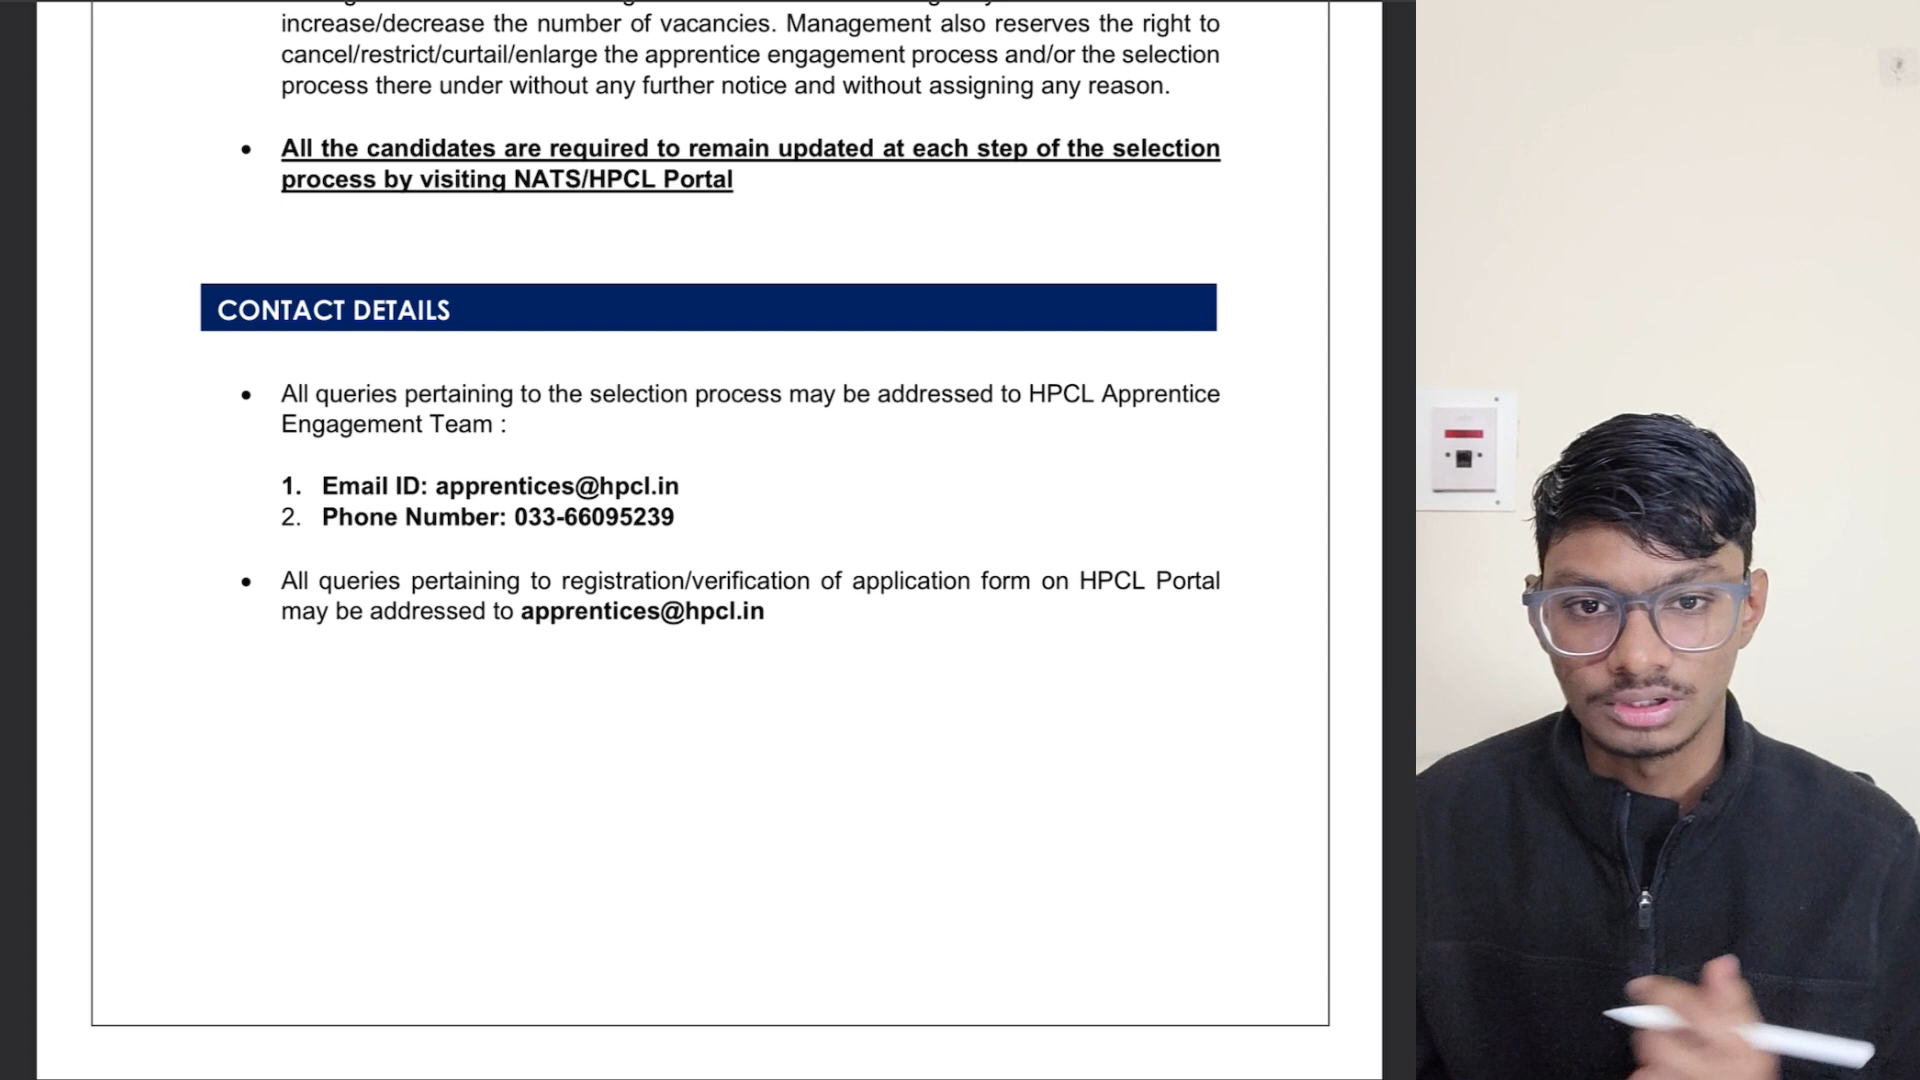 increase/decrease the number of vacancies. Management also reserves the right to
cancel/restrict/curtail/enlarge the apprentice engagement process and/or the selection
process there under without any further notice and without assigning any reason.
• All the candidates are required to remain updated at each step of the selection
process by visiting NATS/HPCL Portal
CONTACT DETAILS
• All queries pertaining to the selection process may be addressed to HPCL Apprentice
Engagement Team :
1. Email ID: apprentices@hpcl.in
2. Phone Number: 033-66095239
• All queries pertaining to registration/verification of application form on HPCL Portal
may be addressed to apprentices@hpcl.in